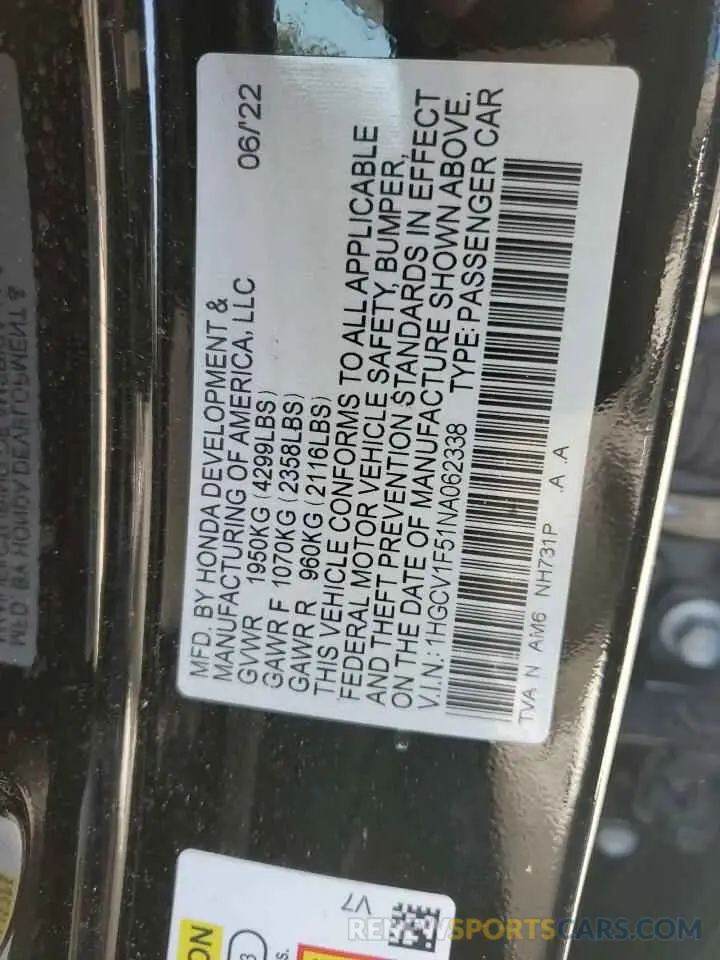 MFD. BY HONDA DEVELOPMENT &
MANUFACTURING OF AMERICA, LLC 06/'22
GVWR 1950KG (4299LBS)
GAWR F 1070KG (2358LBS)
GAWR R 960KG (2116LBS)
THIS VEHICLE CONFORMS TO ALL APPLICABLE
FEDERAL MOTOR VEHICLE SAFETY, BUMPER,
AND THEFT PREVENTION STANDARDS IN EFFECT
ON THE DATE OF MANUFACTURE SHOWN ABOVE.
V.I.N.: 1HGCV1F51NA062338 TYPE: PASSENGER CAR
TVA N AM6 NH731P .A .A
RENEWSPORTSCARS.COM